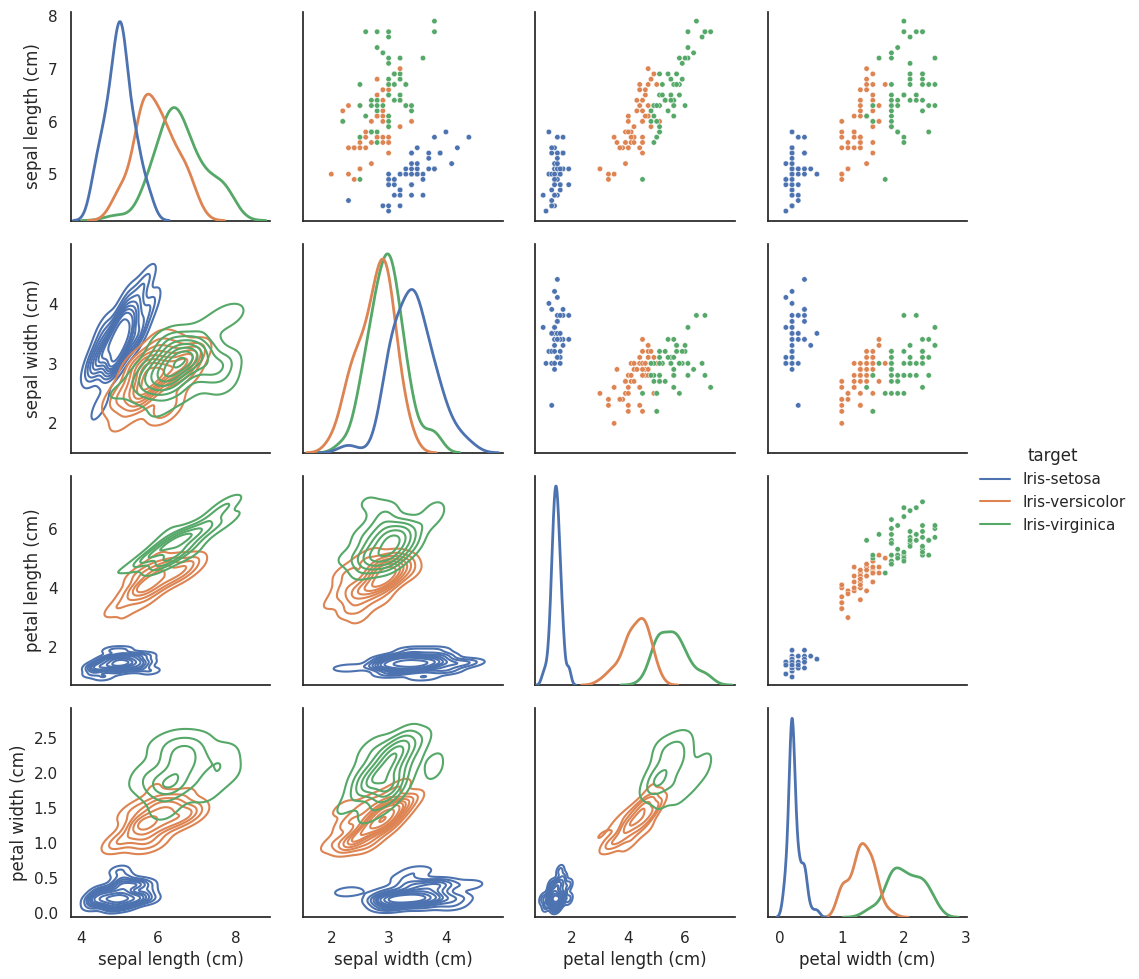 8
7
6
5
sepal length (cm)
4
3
2
sepal width (cm)
target
Iris-setosa
Iris-versicolor
Iris-virginica
6
4
2
petal length (cm)
2.5
2.0
1.5
1.0
0.5
0.0
petal width (cm)
4 6 8 2 3 4 2 4 6 0 1 2 3
sepal length (cm) sepal width (cm) petal length (cm) petal width (cm)